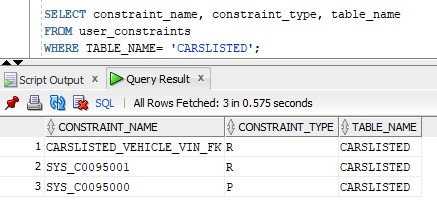 SELECT constraint_name, constraint_type, table_name
FROM user_constraints
WHERE TABLE_NAME= 'CARSLISTED';
Script Output x Query Result x
SQL | All Rows Fetched: 3 in 0.575 seconds
CONSTRAINT_NAME CONSTRAINT_TYPE TABLE_NAME
1 CARSLISTED_VEHICLE_VIN_FK R CARSLISTED
2 SYS_C0095001 R CARSLISTED
3 SYS_C0095000 P CARSLISTED